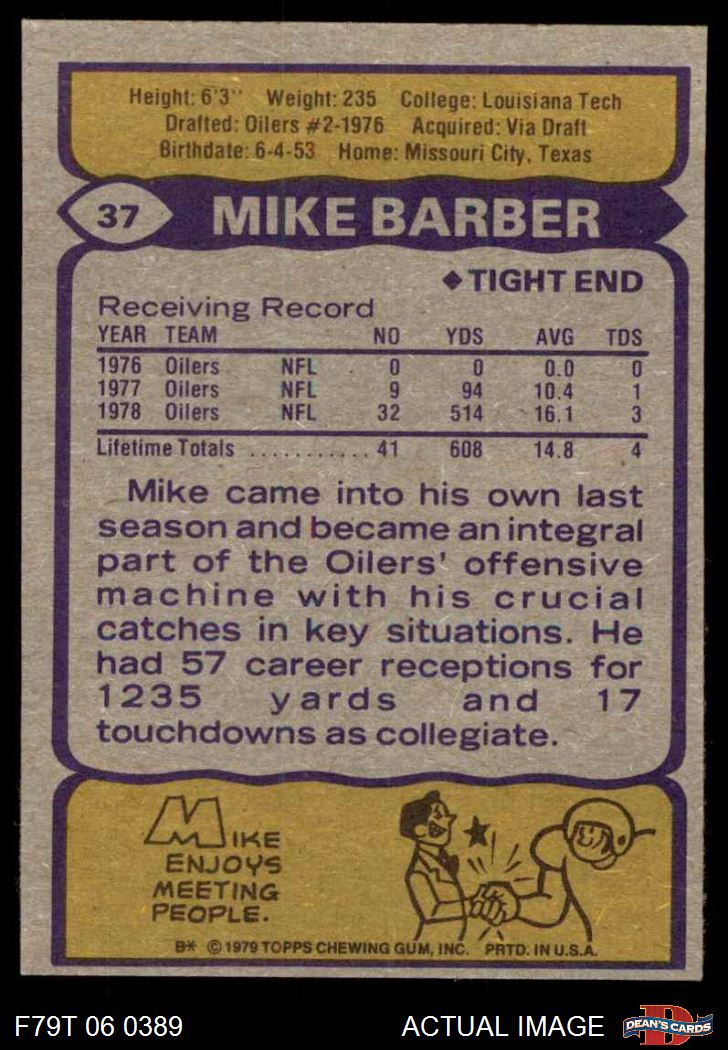 Height: 6'3'' Weight: 235 College: Louisiana Tech
Drafted: Oilers #2-1976 Acquired: Via Draft
Birthdate: 6-4-53 Home: Missouri City, Texas
37 MIKE BARBER
◆TIGHT END
Receiving Record
YEAR TEAM NO YDS AVG TDS
1976 Oilers NFL 0 0 0.0 0
1977 Oilers NFL 9 94 10.4 1
1978 Oilers NFL 32 514 16.1 3
Lifetime Totals ........... 41 608 14.8 4
Mike came into his own last
season and became an integral
part of the Oilers' offensive
machine with his crucial
catches in key situations. He
had 57 career receptions for
1235 yards and 17
touchdowns as collegiate.
MIKE
ENJOYS
MEETING
PEOPLE.
B* © 1979 TOPPS CHEWING GUM, INC. PRTD. IN U.S.A.
F79T 06 0389 ACTUAL IMAGE D DEAN'S CARDS